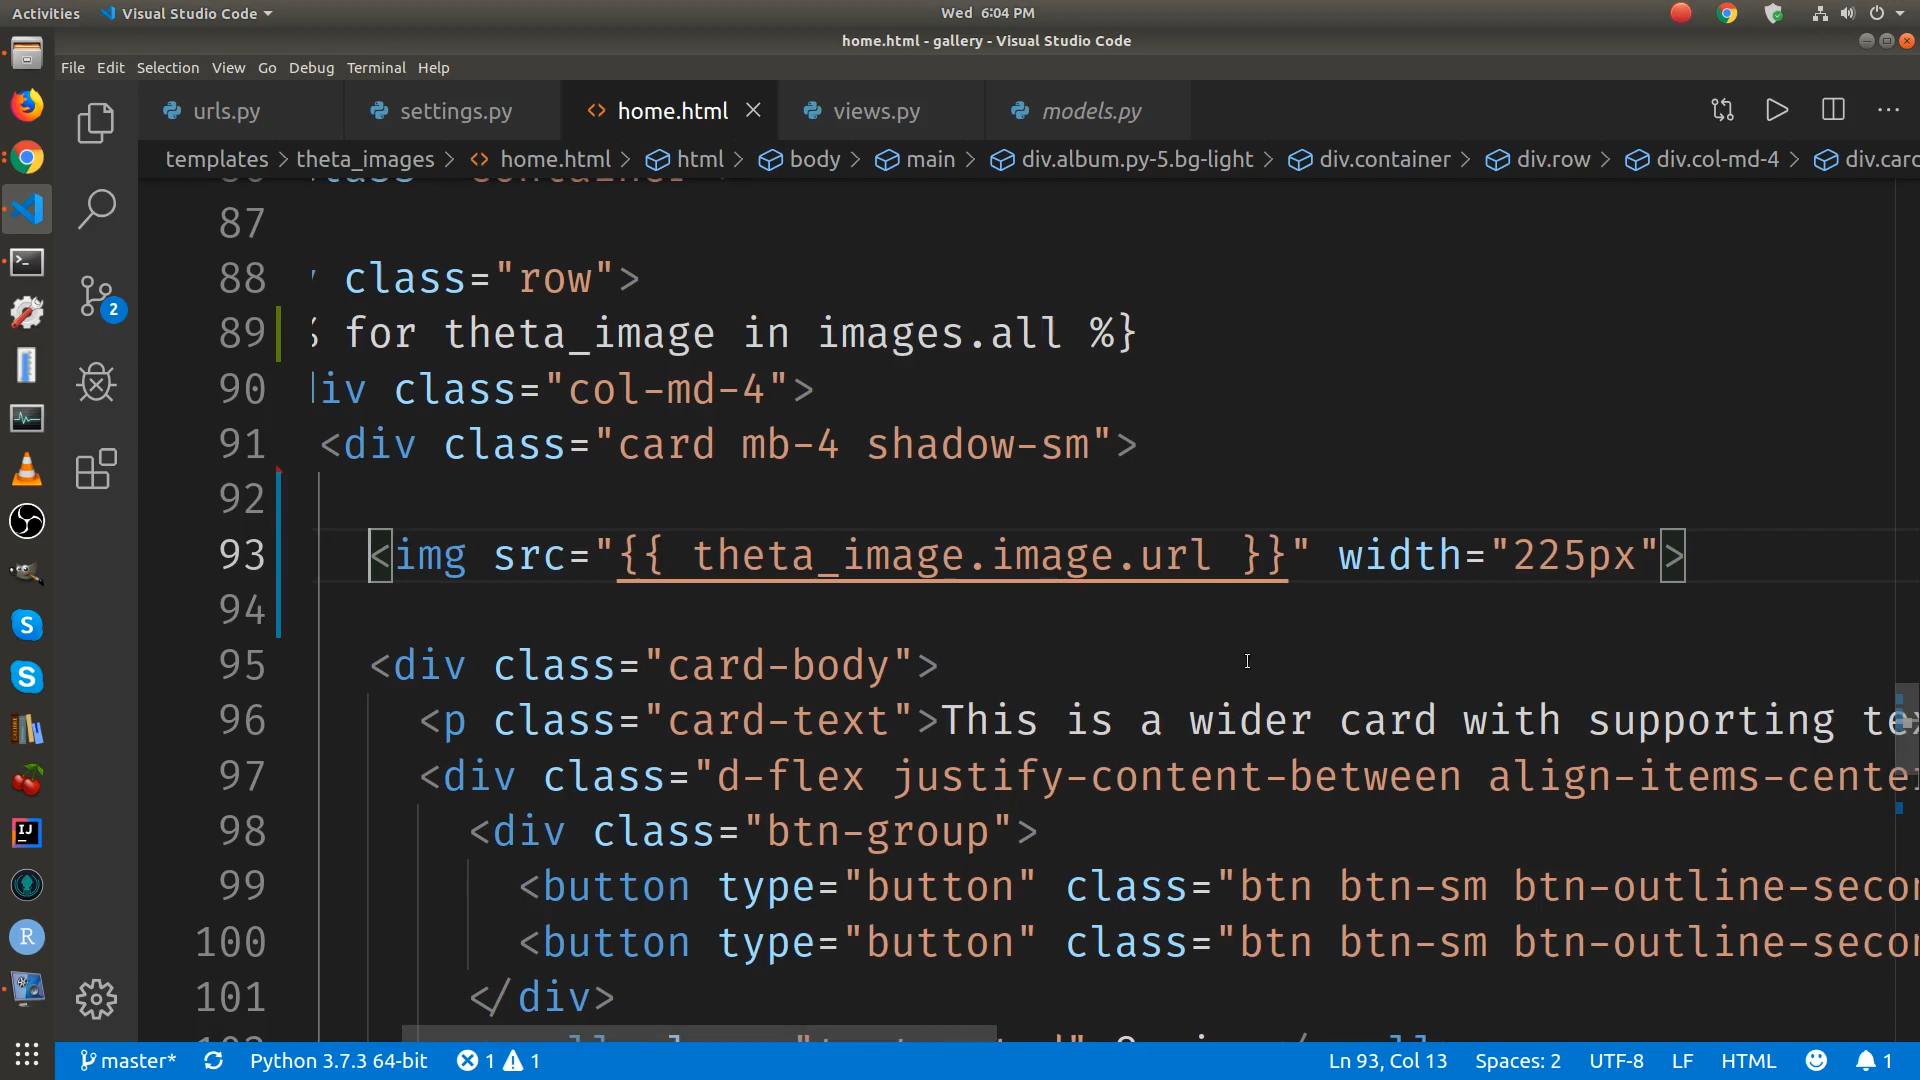 Activities Visual Studio Code Wed 6:04 PM
home.html - gallery - Visual Studio Code
File Edit Selection View Go Debug Terminal Help
urls.py settings.py home.html views.py models.py
templates > theta_images > home.html > html > body > main > div.album.py-5.bg-light > div.container > div.row > div.col-md-4 > div.card
87
88 class="row">
89 % for theta_image in images.all %}
90 div class="col-md-4">
91 <div class="card mb-4 shadow-sm">
92
93 <img src="{{ theta_image.image.url }}" width="225px">
94
95 <div class="card-body">
96 <p class="card-text">This is a wider card with supporting te
97 <div class="d-flex justify-content-between align-items-cente
98 <div class="btn-group">
99 <button type="button" class="btn btn-sm btn-outline-secon
100 <button type="button" class="btn btn-sm btn-outline-secon
101 </div>
2
S
S
IJ
R
master* Python 3.7.3 64-bit 1 1 Ln 93, Col 13 Spaces: 2 UTF-8 LF HTML 1